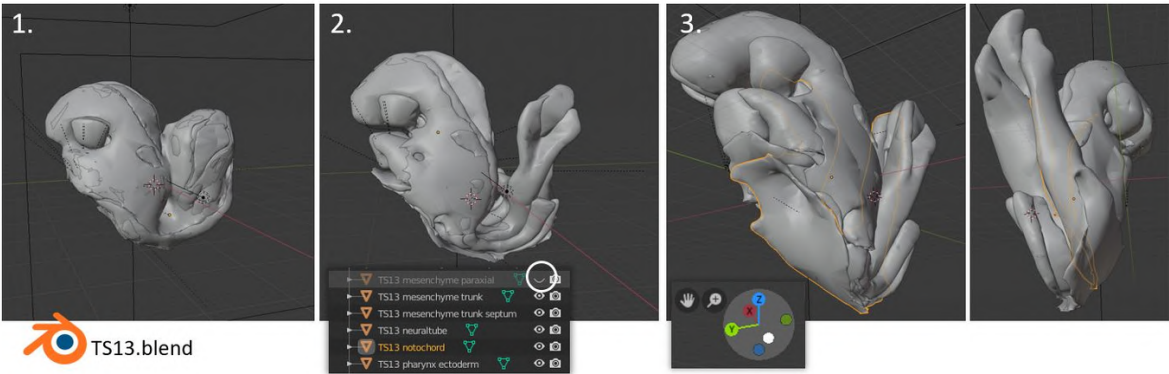 1.
2.
3.
TS13 mesenchyme paraxial
TS13 mesenchyme trunk
TS13 mesenchyme trunk septum
TS13 neuraltube
TS13 notochord
TS13 pharynx ectoderm
Z
X
Y
TS13.blend